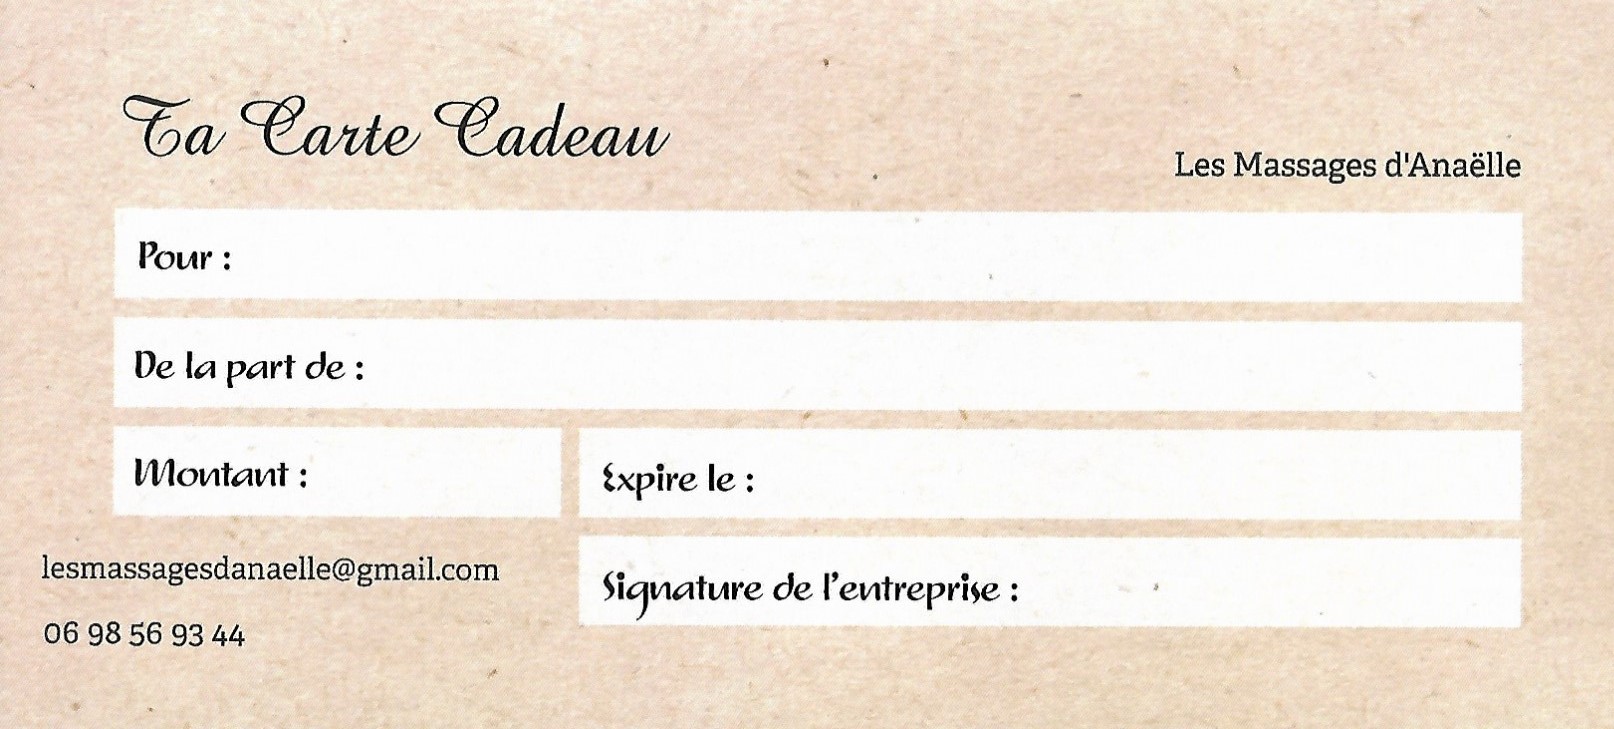 Ta Carte Cadeau
Les Massages d'Anaëlle
Pour :
De la part de :
Montant :
Expire le :
Signature de l'entreprise :
lesmassagesdanaelle@gmail.com
06 98 56 93 44